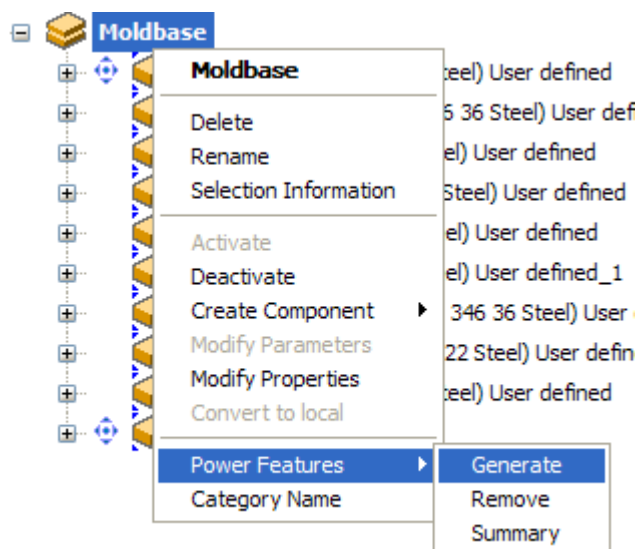 Moldbase
Moldbase
teel) User defined
Delete
6 36 Steel) User defi
Rename
el) User defined
Selection Information
Steel) User defined
Activate
el) User defined
Deactivate
el) User defined_1
Create Component
346 36 Steel) User
Modify Parameters
22 Steel) User defin
Modify Properties
teel) User defined
Convert to local
Power Features
Generate
Category Name
Remove
Summary